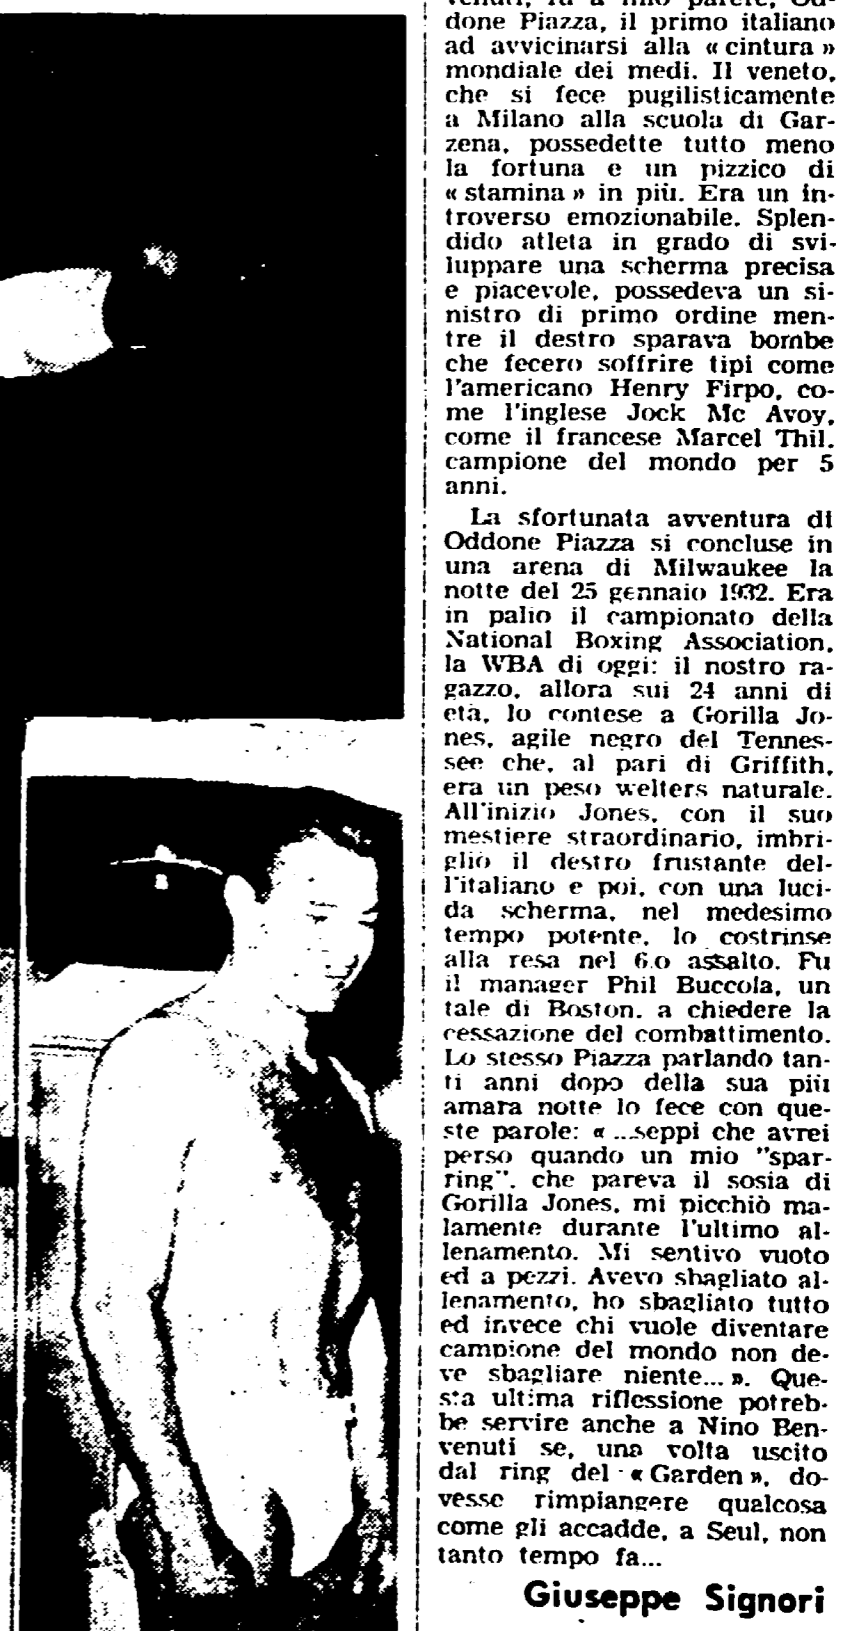 venuti, fu a mio parere, Od-
done Piazza, il primo italiano
ad avvicinarsi alla « cintura »
mondiale dei medi. Il veneto,
che si fece pugilisticamente
a Milano alla scuola di Gar-
zena, possedette tutto meno
la fortuna e un pizzico di
« stamina » in più. Era un in-
troverso emozionabile. Splen-
dido atleta in grado di svi-
luppare una scherma precisa
e piacevole, possedeva un si-
nistro di primo ordine men-
tre il destro sparava bombe
che fecero soffrire tipi come
l'americano Henry Firpo, co-
me l'inglese Jock Mc Avoy,
come il francese Marcel Thil,
campione del mondo per 5
anni.
La sfortunata avventura di
Oddone Piazza si concluse in
una arena di Milwaukee la
notte del 25 gennaio 1932. Era
in palio il campionato della
National Boxing Association,
la WBA di oggi: il nostro ra-
gazzo, allora sui 24 anni di
età, lo contese a Gorilla Jo-
nes, agile negro del Tennes-
see che, al pari di Griffith,
era un peso welters naturale.
All'inizio Jones, con il suo
mestiere straordinario, imbri-
gliò il destro frustante del-
l'italiano e poi, con una luci-
da scherma, nel medesimo
tempo potente, lo costrinse
alla resa nel 6.o assalto. Fu
il manager Phil Buccola, un
tale di Boston, a chiedere la
cessazione del combattimento.
Lo stesso Piazza parlando tan-
ti anni dopo della sua più
amara notte lo fece con que-
ste parole: « ...seppi che avrei
perso quando un mio "spar-
ring", che pareva il sosia di
Gorilla Jones, mi picchiò ma-
lamente durante l'ultimo al-
lenamento. Mi sentivo vuoto
ed a pezzi. Avevo sbagliato al-
lenamento, ho sbagliato tutto
ed invece chi vuole diventare
campione del mondo non de-
ve sbagliare niente... ». Que-
sta ultima riflessione potreb-
be servire anche a Nino Ben-
venuti se, una volta uscito
dal ring del « Garden », do-
vesse rimpiangere qualcosa
come gli accadde, a Seul, non
tanto tempo fa...
Giuseppe Signori